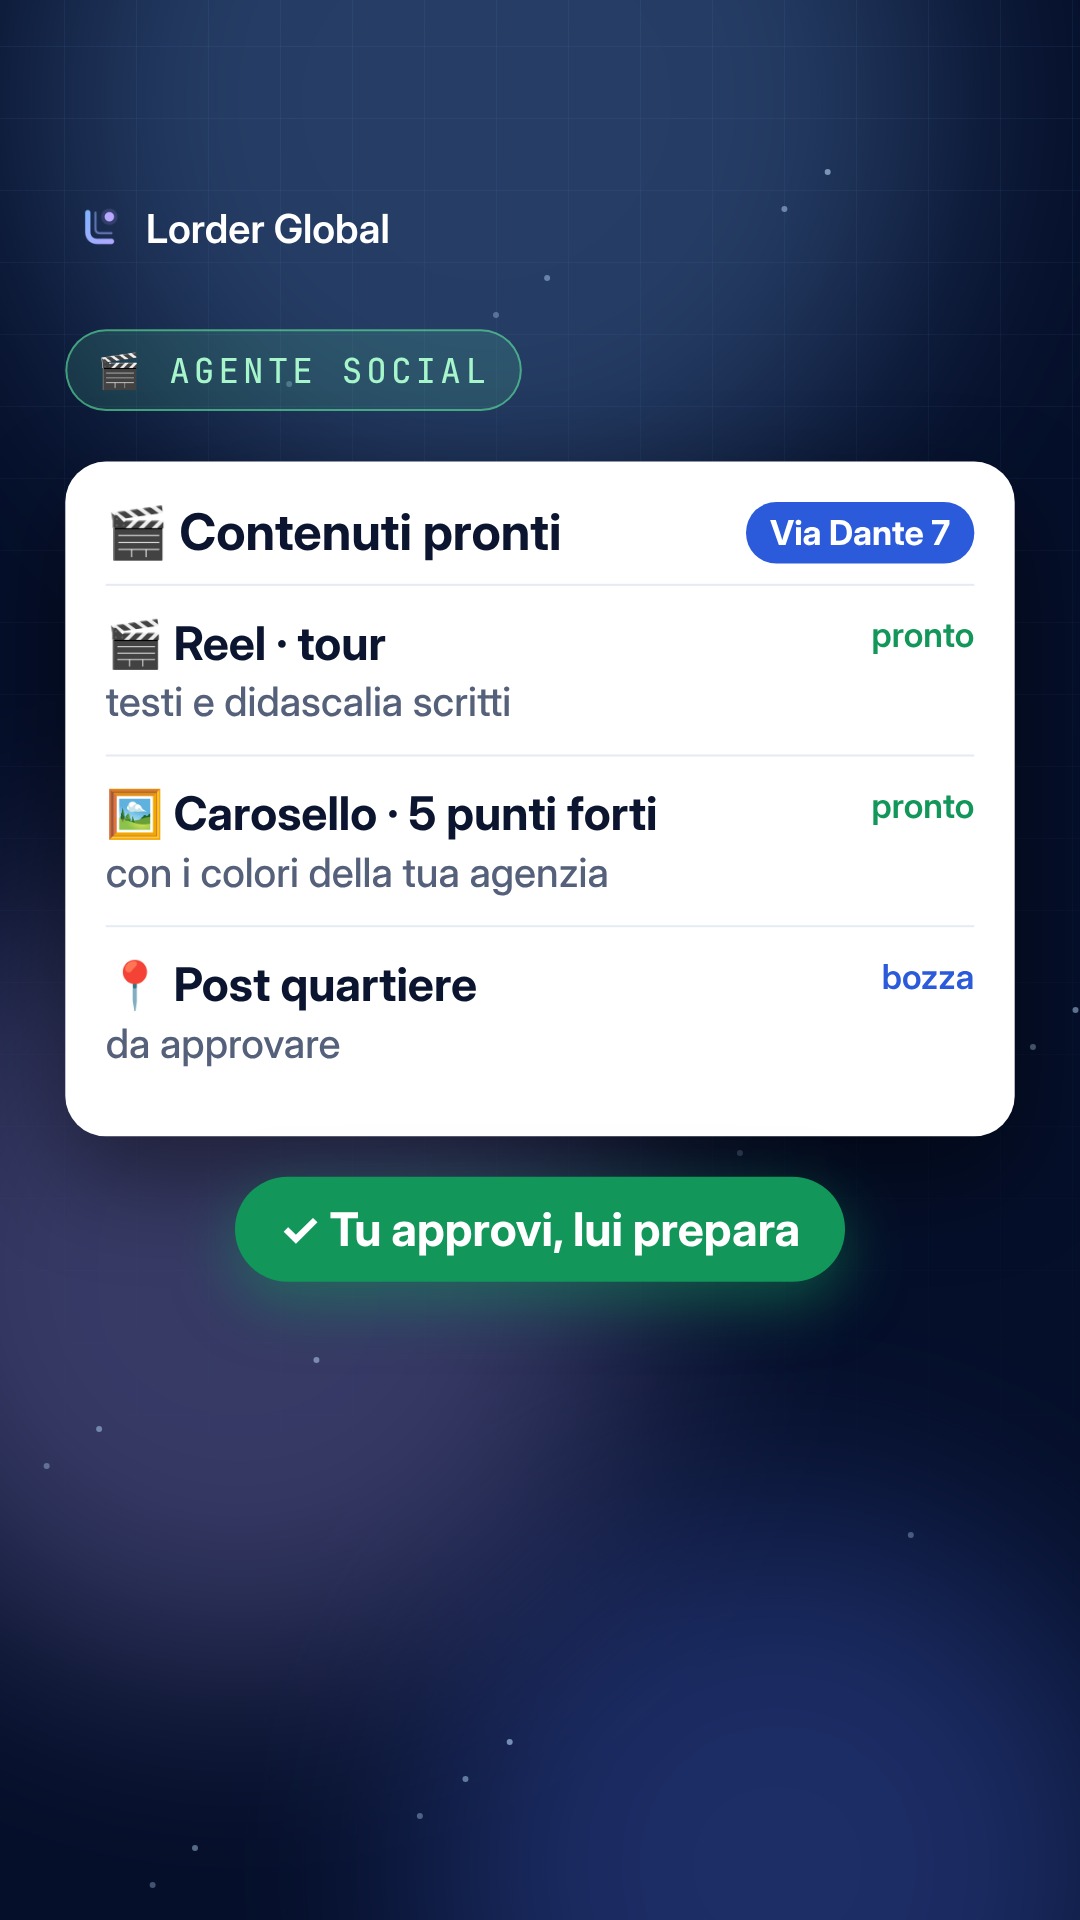 Lorder Global
🎬 AGENTE SOCIAL
🎬 Contenuti pronti
Via Dante 7
🎬 Reel · tour
pronto
testi e didascalia scritti
🖼️ Carosello · 5 punti forti
pronto
con i colori della tua agenzia
📍 Post quartiere
bozza
da approvare
✓ Tu approvi, lui prepara